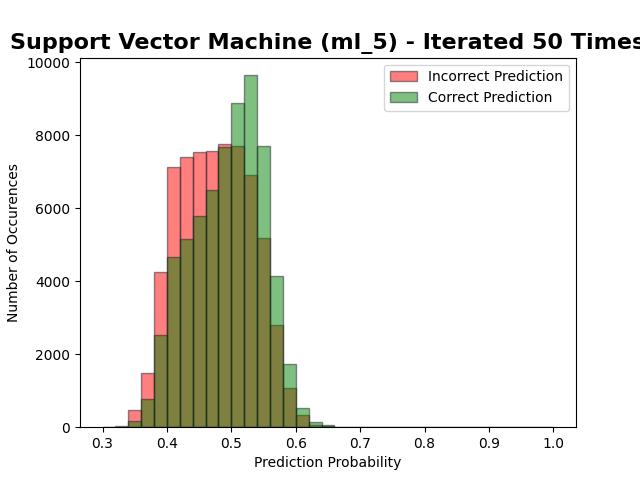 Support Vector Machine (ml_5) - Iterated 50 Times
Incorrect Prediction
Correct Prediction
Number of Occurences
10000
8000
6000
4000
2000
0
0.3 0.4 0.5 0.6 0.7 0.8 0.9 1.0
Prediction Probability